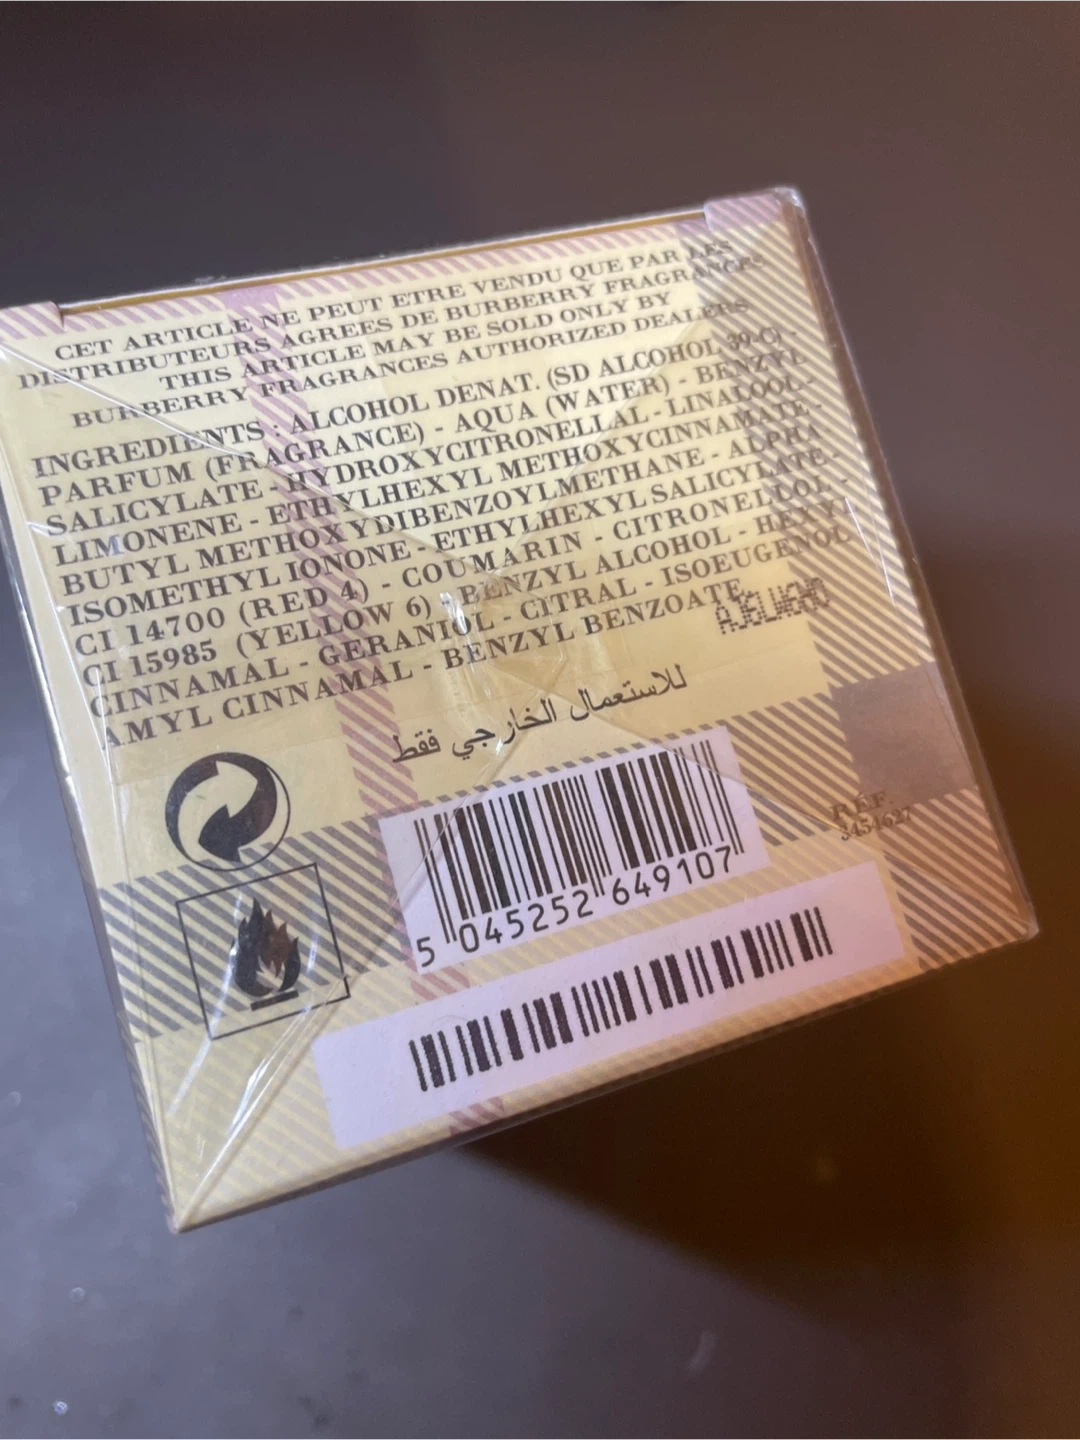 CET ARTICLE NE PEUT ETRE VENDU QUE PAR LES
DISTRIBUTEURS AGREES DE BURBERRY FRAGRANCES
THIS ARTICLE MAY BE SOLD ONLY BY
BURBERRY FRAGRANCES AUTHORIZED DEALERS
INGREDIENTS : ALCOHOL DENAT. (SD ALCOHOL 39-C) -
PARFUM (FRAGRANCE) - AQUA (WATER) - BENZYL
SALICYLATE - HYDROXYCITRONELLAL - LINALOOL -
LIMONENE - ETHYLHEXYL METHOXYCINNAMATE -
BUTYL METHOXYDIBENZOYLMETHANE - ALPHA
ISOMETHYL IONONE - ETHYLHEXYL SALICYLATE -
CI 14700 (RED 4) - COUMARIN - CITRONELLOL -
CI 15985 (YELLOW 6) - BENZYL ALCOHOL - HEXYL
CINNAMAL - GERANIOL - CITRAL - ISOEUGENOL
AMYL CINNAMAL - BENZYL BENZOATE
للاستعمال الخارجي فقط
RÉF.
3454627
5 045252 649107